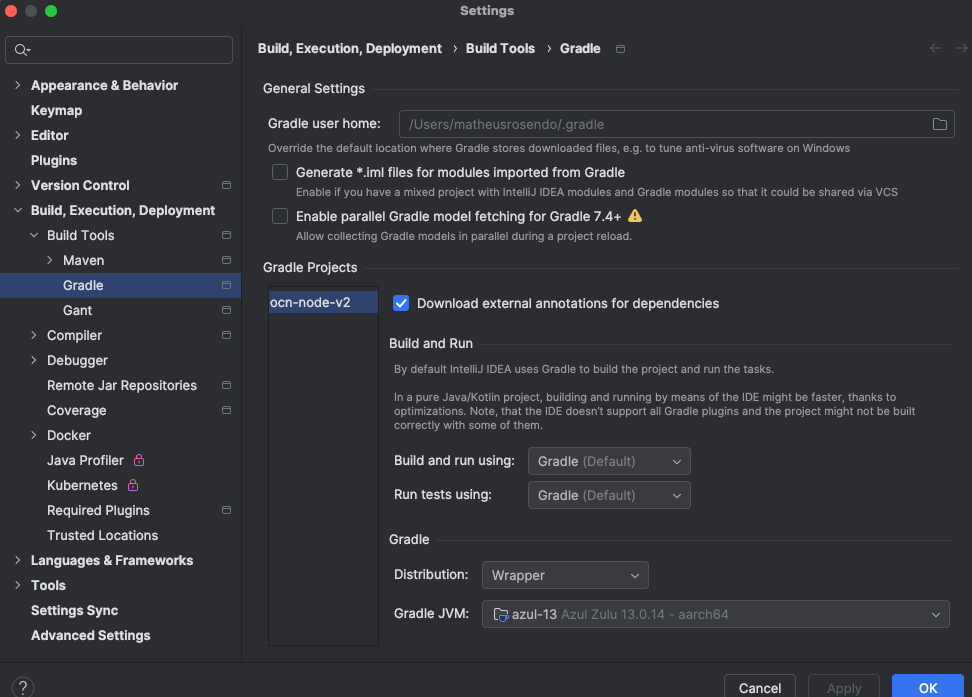 Settings
Appearance & Behavior
Keymap
Editor
Plugins
Version Control
Build, Execution, Deployment
Build Tools
Maven
Gradle
Gant
Compiler
Debugger
Remote Jar Repositories
Coverage
Docker
Java Profiler
Kubernetes
Required Plugins
Trusted Locations
Languages & Frameworks
Tools
Settings Sync
Advanced Settings
?
Build, Execution, Deployment › Build Tools › Gradle
General Settings
Gradle user home: /Users/matheusrosendo/.gradle
Override the default location where Gradle stores downloaded files, e.g. to tune anti-virus software on Windows
Generate *.iml files for modules imported from Gradle
Enable if you have a mixed project with IntelliJ IDEA modules and Gradle modules so that it could be shared via VCS
Enable parallel Gradle model fetching for Gradle 7.4+
Allow collecting Gradle models in parallel during a project reload.
Gradle Projects
ocn-node-v2
Download external annotations for dependencies
Build and Run
By default IntelliJ IDEA uses Gradle to build the project and run the tasks.
In a pure Java/Kotlin project, building and running by means of the IDE might be faster, thanks to
optimizations. Note, that the IDE doesn't support all Gradle plugins and the project might not be built
correctly with some of them.
Build and run using: Gradle (Default)
Run tests using: Gradle (Default)
Gradle
Distribution: Wrapper
Gradle JVM: azul-13 Azul Zulu 13.0.14 - aarch64
Cancel
Apply
OK